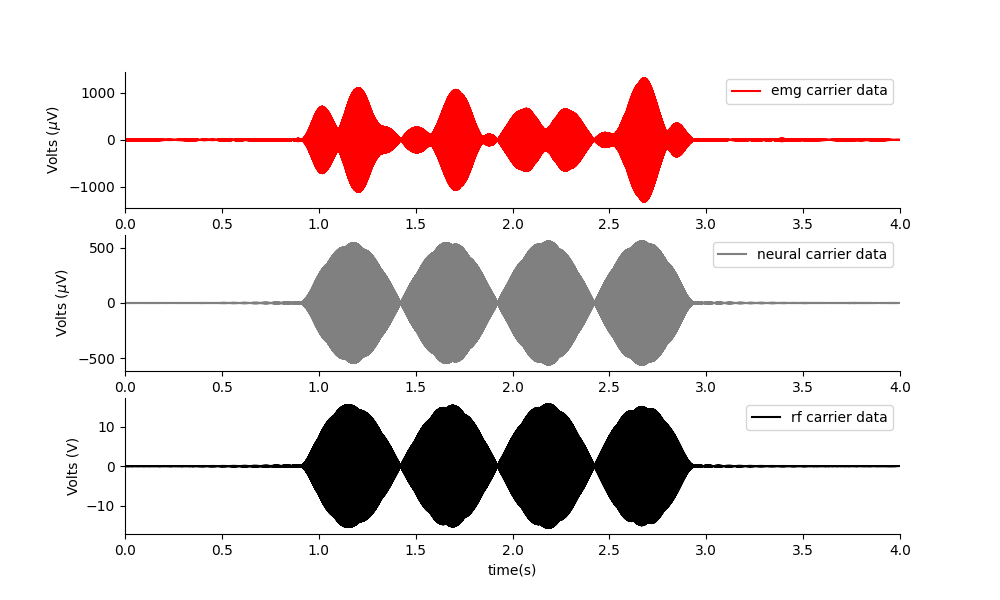 emg carrier data
1000
0
−1000
Volts (μV)
0.0 0.5 1.0 1.5 2.0 2.5 3.0 3.5 4.0
neural carrier data
500
0
−500
Volts (μV)
0.0 0.5 1.0 1.5 2.0 2.5 3.0 3.5 4.0
rf carrier data
10
0
−10
Volts (V)
0.0 0.5 1.0 1.5 2.0 2.5 3.0 3.5 4.0
time(s)